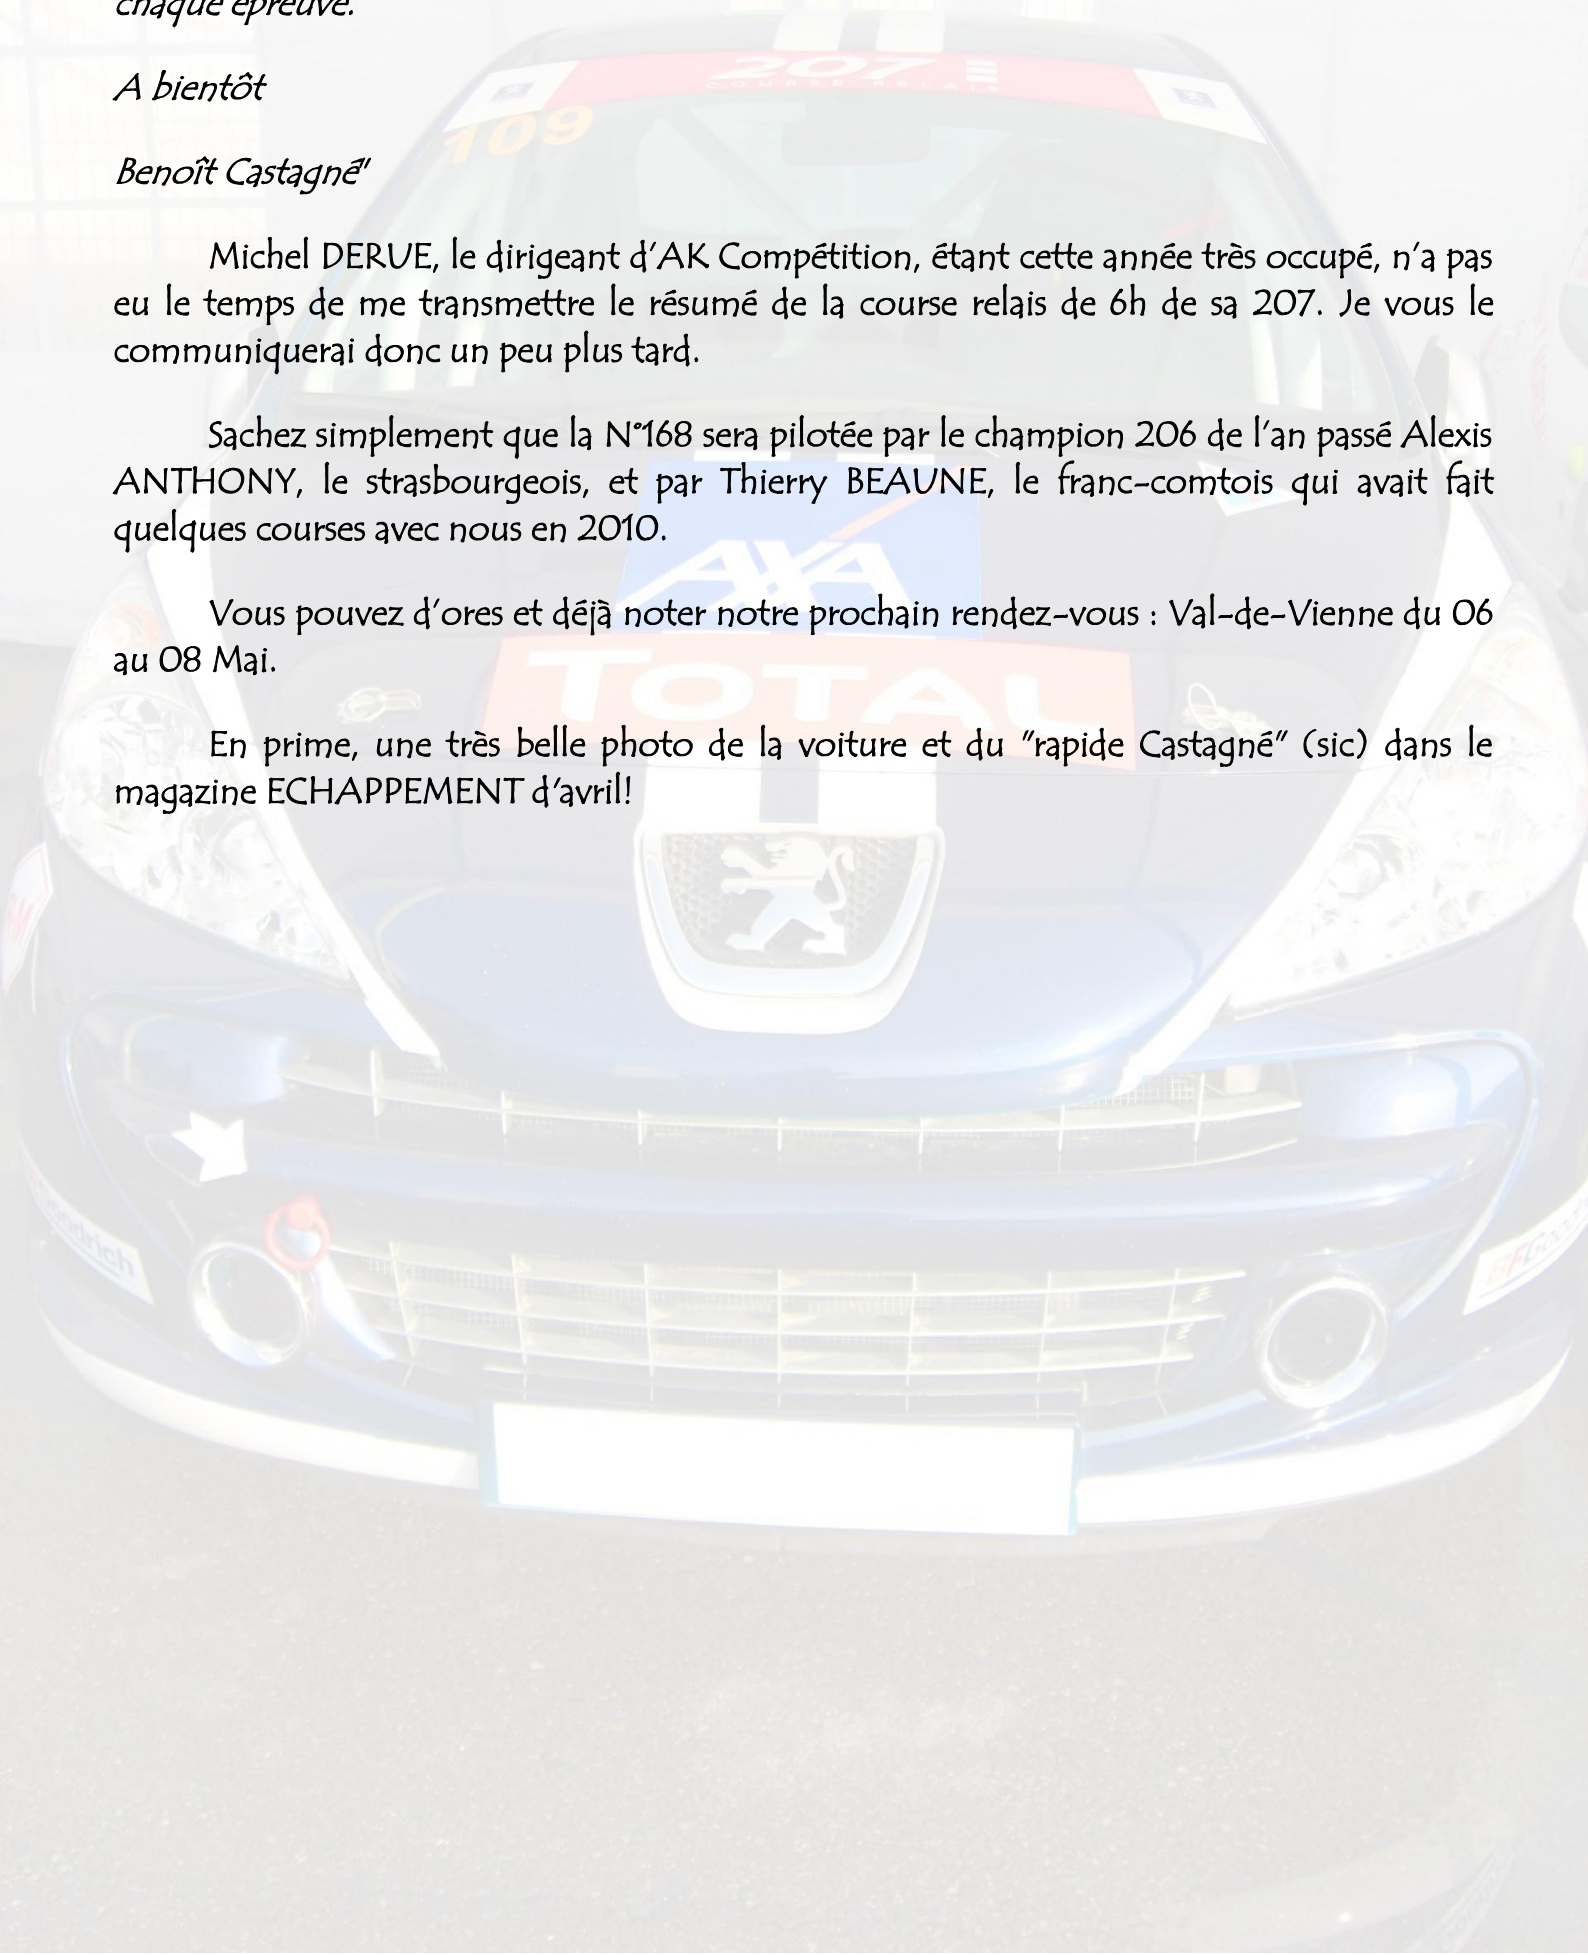 chaque épreuve.
A bientôt
Benoît Castagné"
Michel DERUE, le dirigeant d'AK Compétition, étant cette année très occupé, n'a pas
eu le temps de me transmettre le résumé de la course relais de 6h de sa 207. Je vous le
communiquerai donc un peu plus tard.
Sachez simplement que la N°168 sera pilotée par le champion 206 de l'an passé Alexis
ANTHONY, le strasbourgeois, et par Thierry BEAUNE, le franc-comtois qui avait fait
quelques courses avec nous en 2010.
Vous pouvez d'ores et déjà noter notre prochain rendez-vous : Val-de-Vienne du 06
au 08 Mai.
En prime, une très belle photo de la voiture et du "rapide Castagné" (sic) dans le
magazine ECHAPPEMENT d'avril!
207
COURSE RELAIS
109
AXA
TOTAL